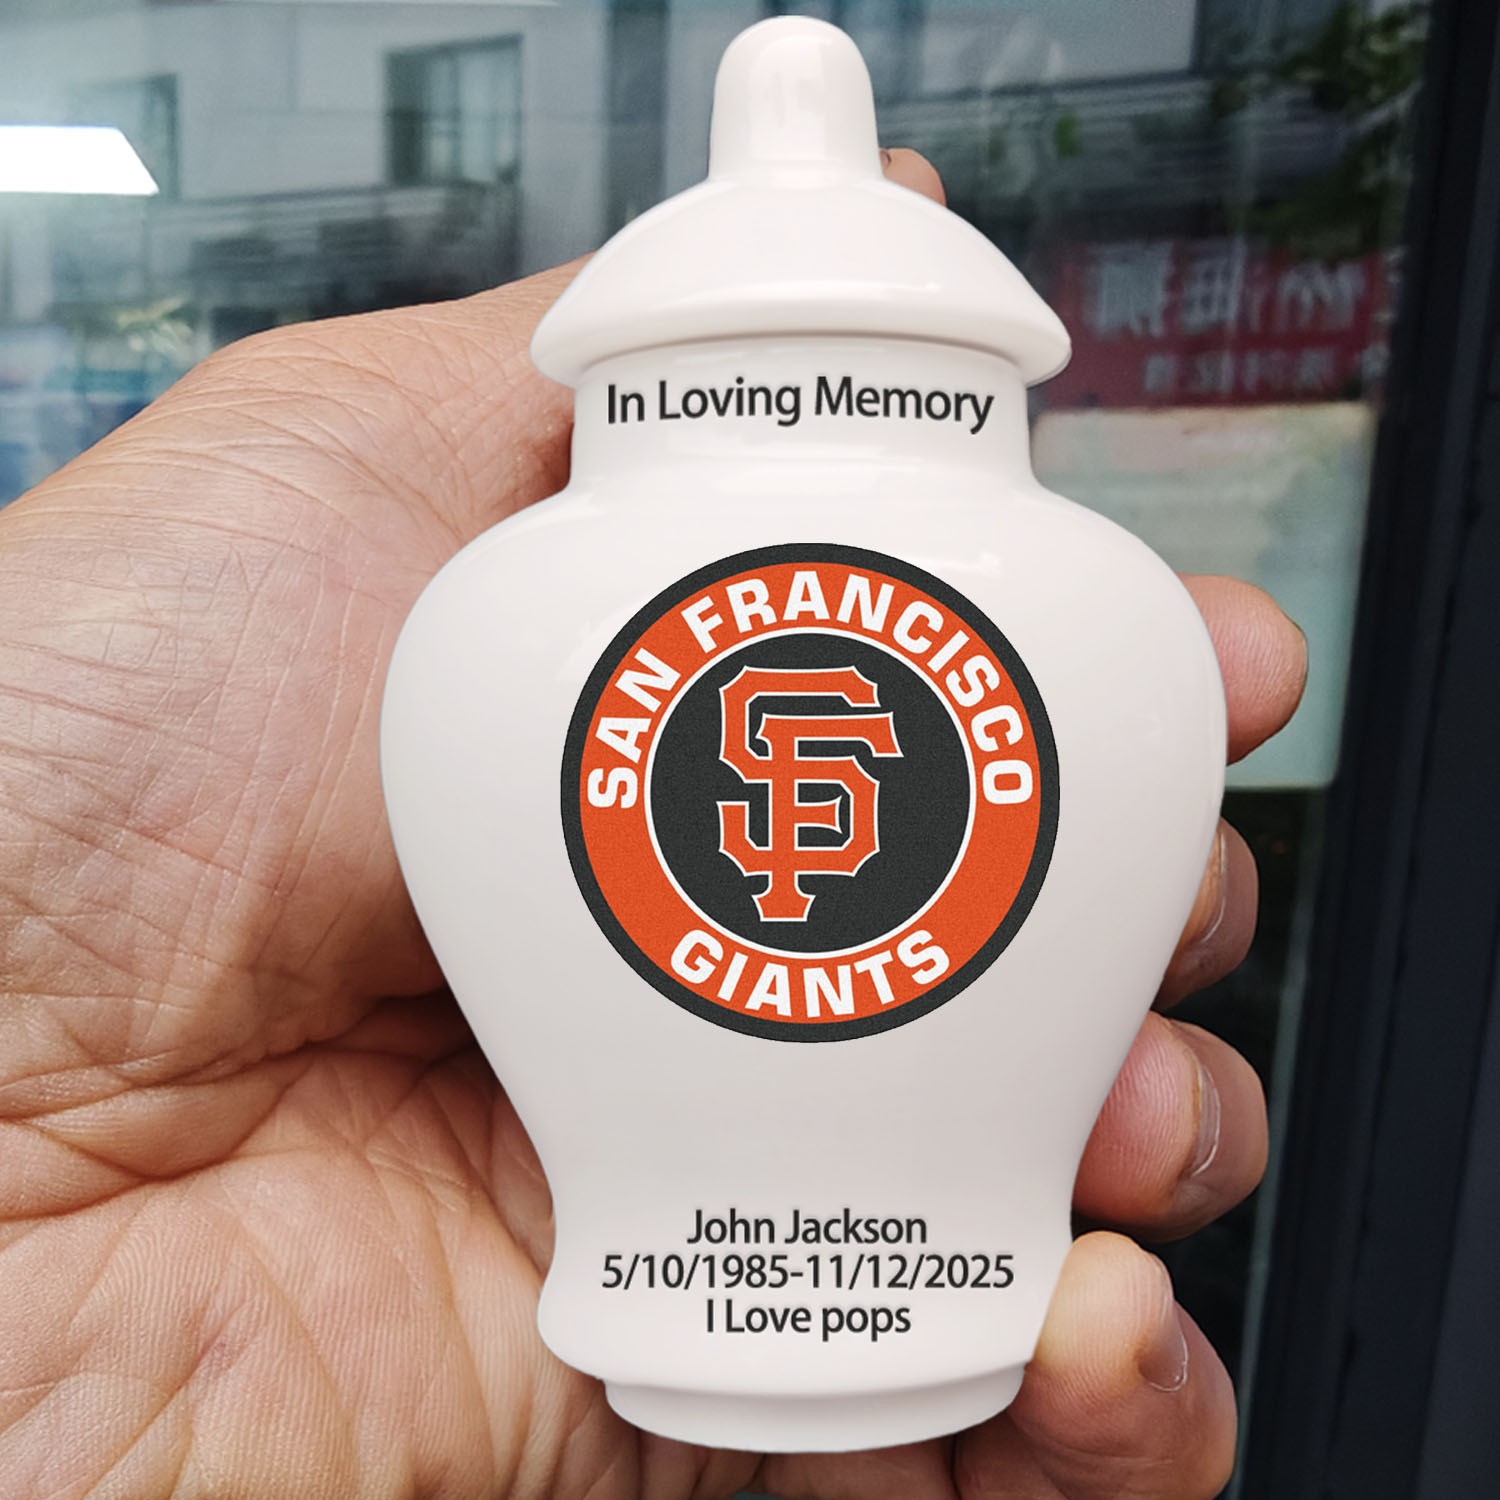 In Loving Memory
SAN FRANCISCO
SF
GIANTS
John Jackson
5/10/1985-11/12/2025
I Love pops